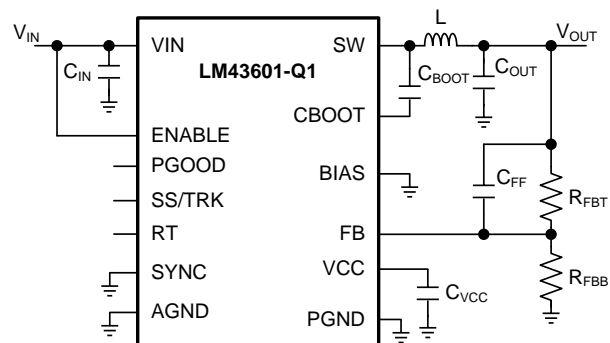 VIN
VIN
SW
L
VOUT
CIN
LM43601-Q1
CBOOT
COUT
CBOOT
ENABLE
PGOOD
BIAS
CFF
RFBT
SS/TRK
RT
FB
SYNC
VCC
CVCC
RFBB
AGND
PGND